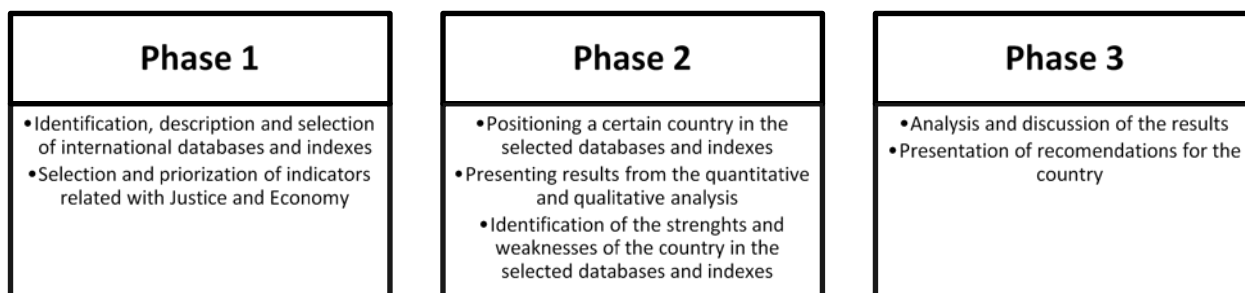 Phase 1
•Identification, description and selection
of international databases and indexes
•Selection and priorization of indicators
related with Justice and Economy
Phase 2
•Positioning a certain country in the
selected databases and indexes
•Presenting results from the quantitative
and qualitative analysis
•Identification of the strenghts and
weaknesses of the country in the
selected databases and indexes
Phase 3
•Analysis and discussion of the results
•Presentation of recomendations for the
country